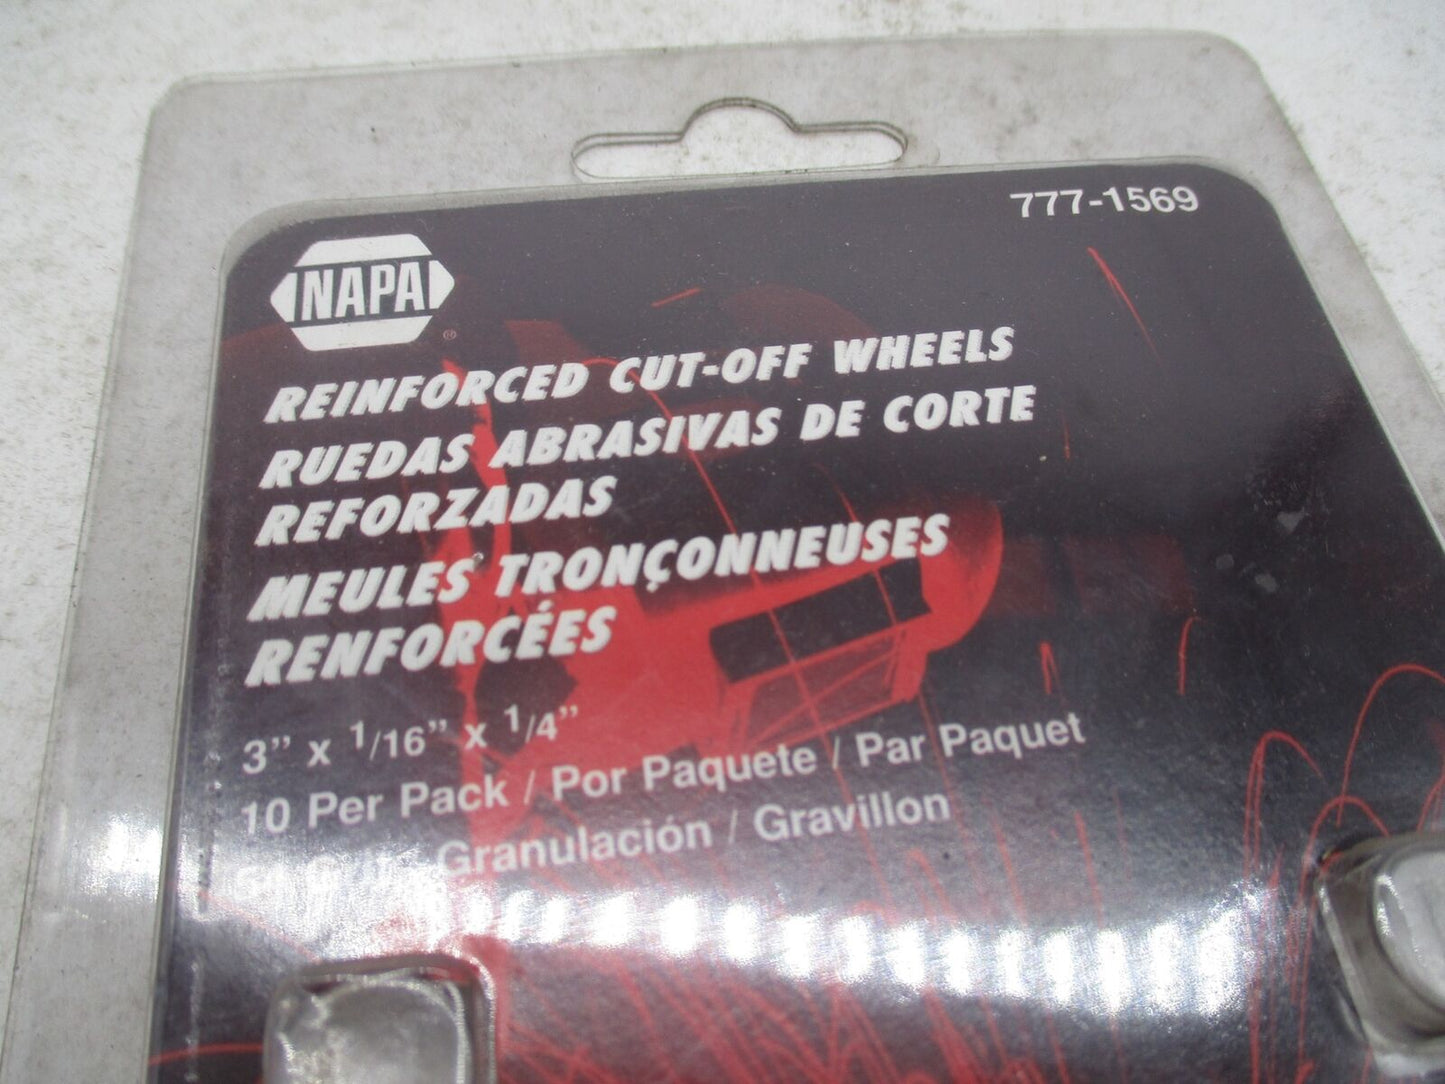 777-1569
NAPA
®
REINFORCED CUT-OFF WHEELS
RUEDAS ABRASIVAS DE CORTE
REFORZADAS
MEULES TRONÇONNEUSES
RENFORCÉES
3” x 1/16” x 1/4”
10 Per Pack / Por Paquete / Par Paquet
Granulación / Gravillon